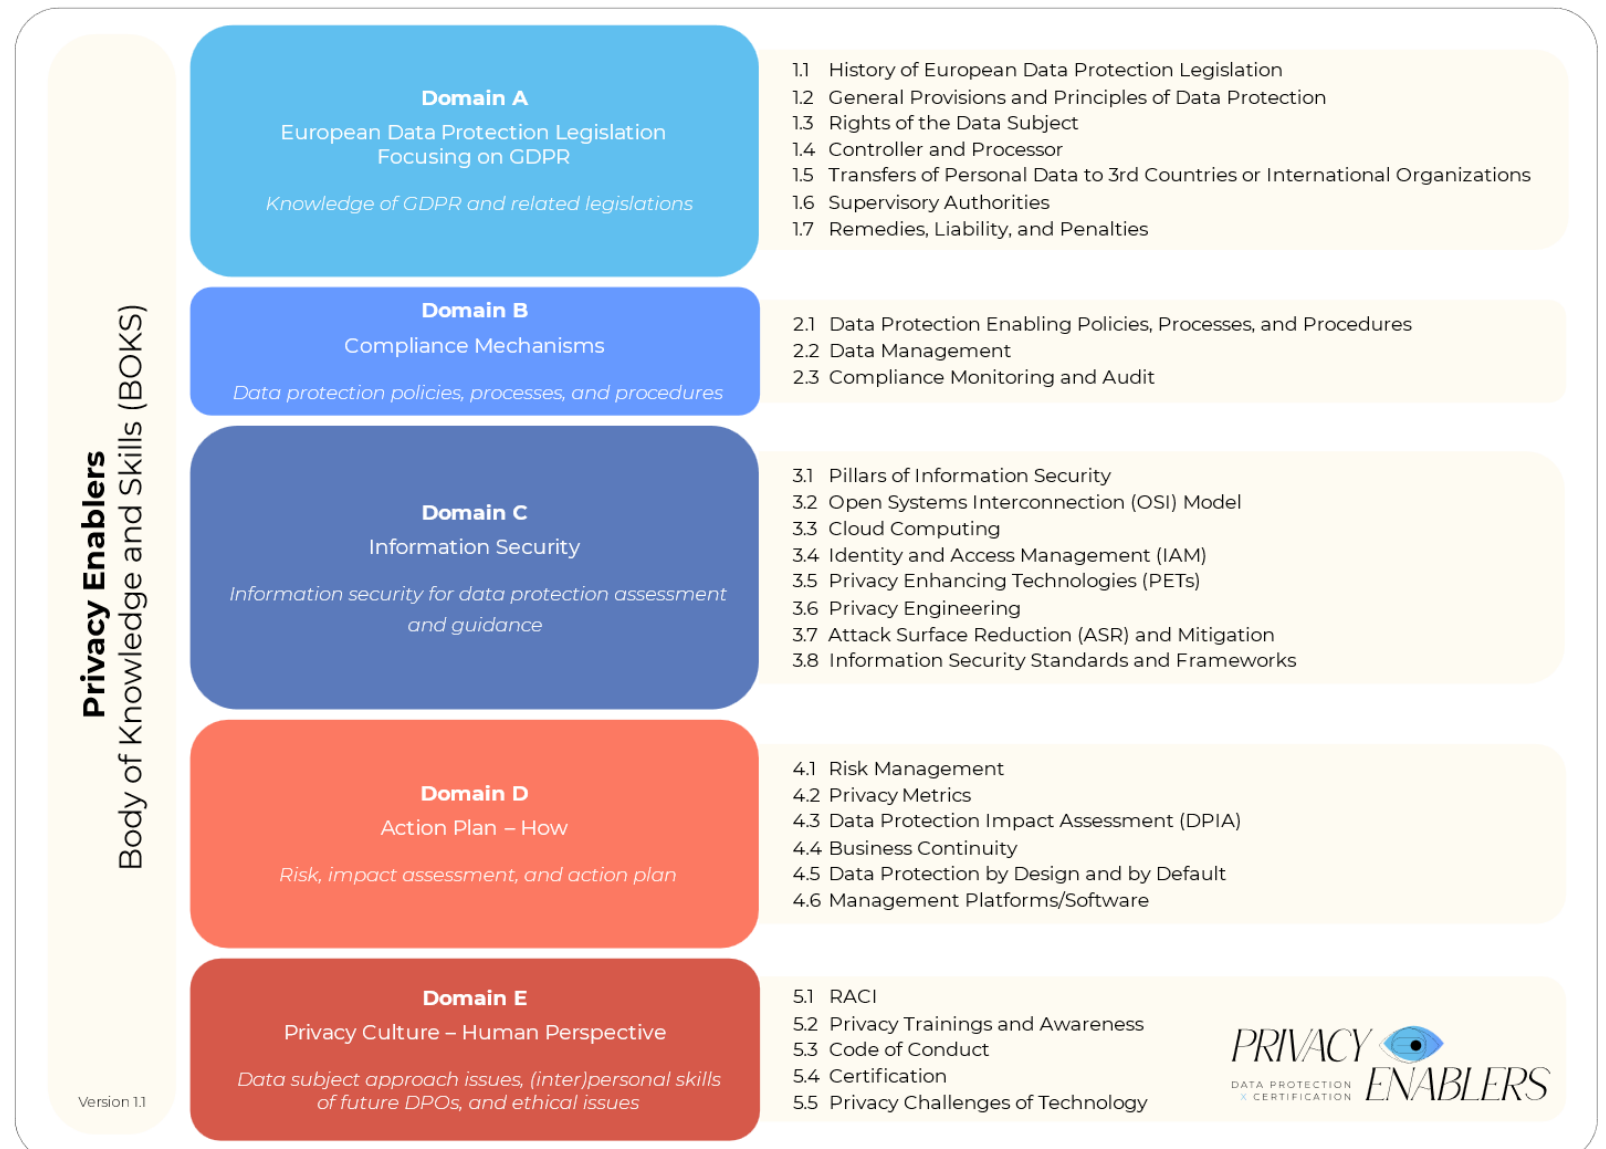 Privacy Enablers
Body of Knowledge and Skills (BOKS)
Version 1.1
Domain A
European Data Protection Legislation
Focusing on GDPR
Knowledge of GDPR and related legislations
1.1 History of European Data Protection Legislation
1.2 General Provisions and Principles of Data Protection
1.3 Rights of the Data Subject
1.4 Controller and Processor
1.5 Transfers of Personal Data to 3rd Countries or International Organizations
1.6 Supervisory Authorities
1.7 Remedies, Liability, and Penalties
Domain B
Compliance Mechanisms
Data protection policies, processes, and procedures
2.1 Data Protection Enabling Policies, Processes, and Procedures
2.2 Data Management
2.3 Compliance Monitoring and Audit
Domain C
Information Security
Information security for data protection assessment
and guidance
3.1 Pillars of Information Security
3.2 Open Systems Interconnection (OSI) Model
3.3 Cloud Computing
3.4 Identity and Access Management (IAM)
3.5 Privacy Enhancing Technologies (PETs)
3.6 Privacy Engineering
3.7 Attack Surface Reduction (ASR) and Mitigation
3.8 Information Security Standards and Frameworks
Domain D
Action Plan – How
Risk, impact assessment, and action plan
4.1 Risk Management
4.2 Privacy Metrics
4.3 Data Protection Impact Assessment (DPIA)
4.4 Business Continuity
4.5 Data Protection by Design and by Default
4.6 Management Platforms/Software
Domain E
Privacy Culture – Human Perspective
Data subject approach issues, (inter)personal skills
of future DPOs, and ethical issues
5.1 RACI
5.2 Privacy Trainings and Awareness
5.3 Code of Conduct
5.4 Certification
5.5 Privacy Challenges of Technology
PRIVACY
ENABLERS
DATA PROTECTION
X CERTIFICATION